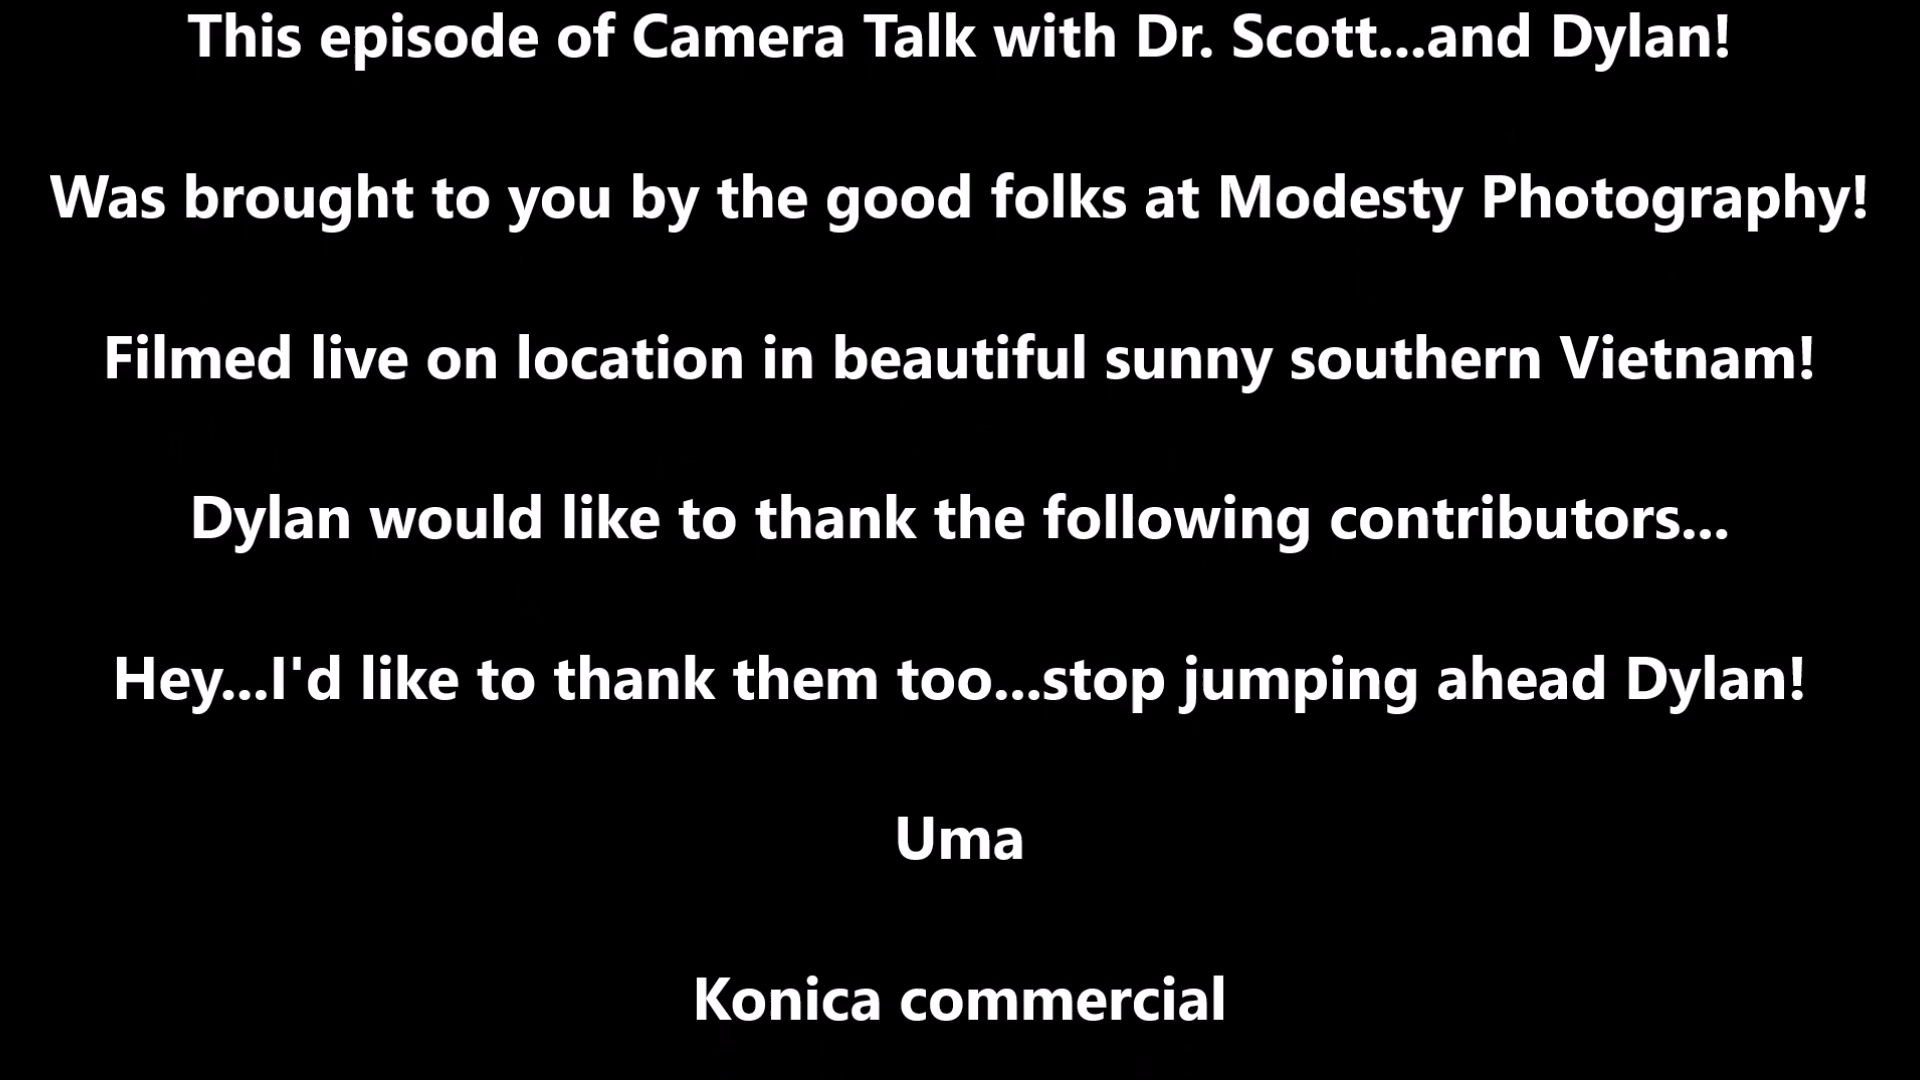 This episode of Camera Talk with Dr. Scott...and Dylan!
Was brought to you by the good folks at Modesty Photography!
Filmed live on location in beautiful sunny southern Vietnam!
Dylan would like to thank the following contributors...
Hey...I'd like to thank them too...stop jumping ahead Dylan!
Uma
Konica commercial